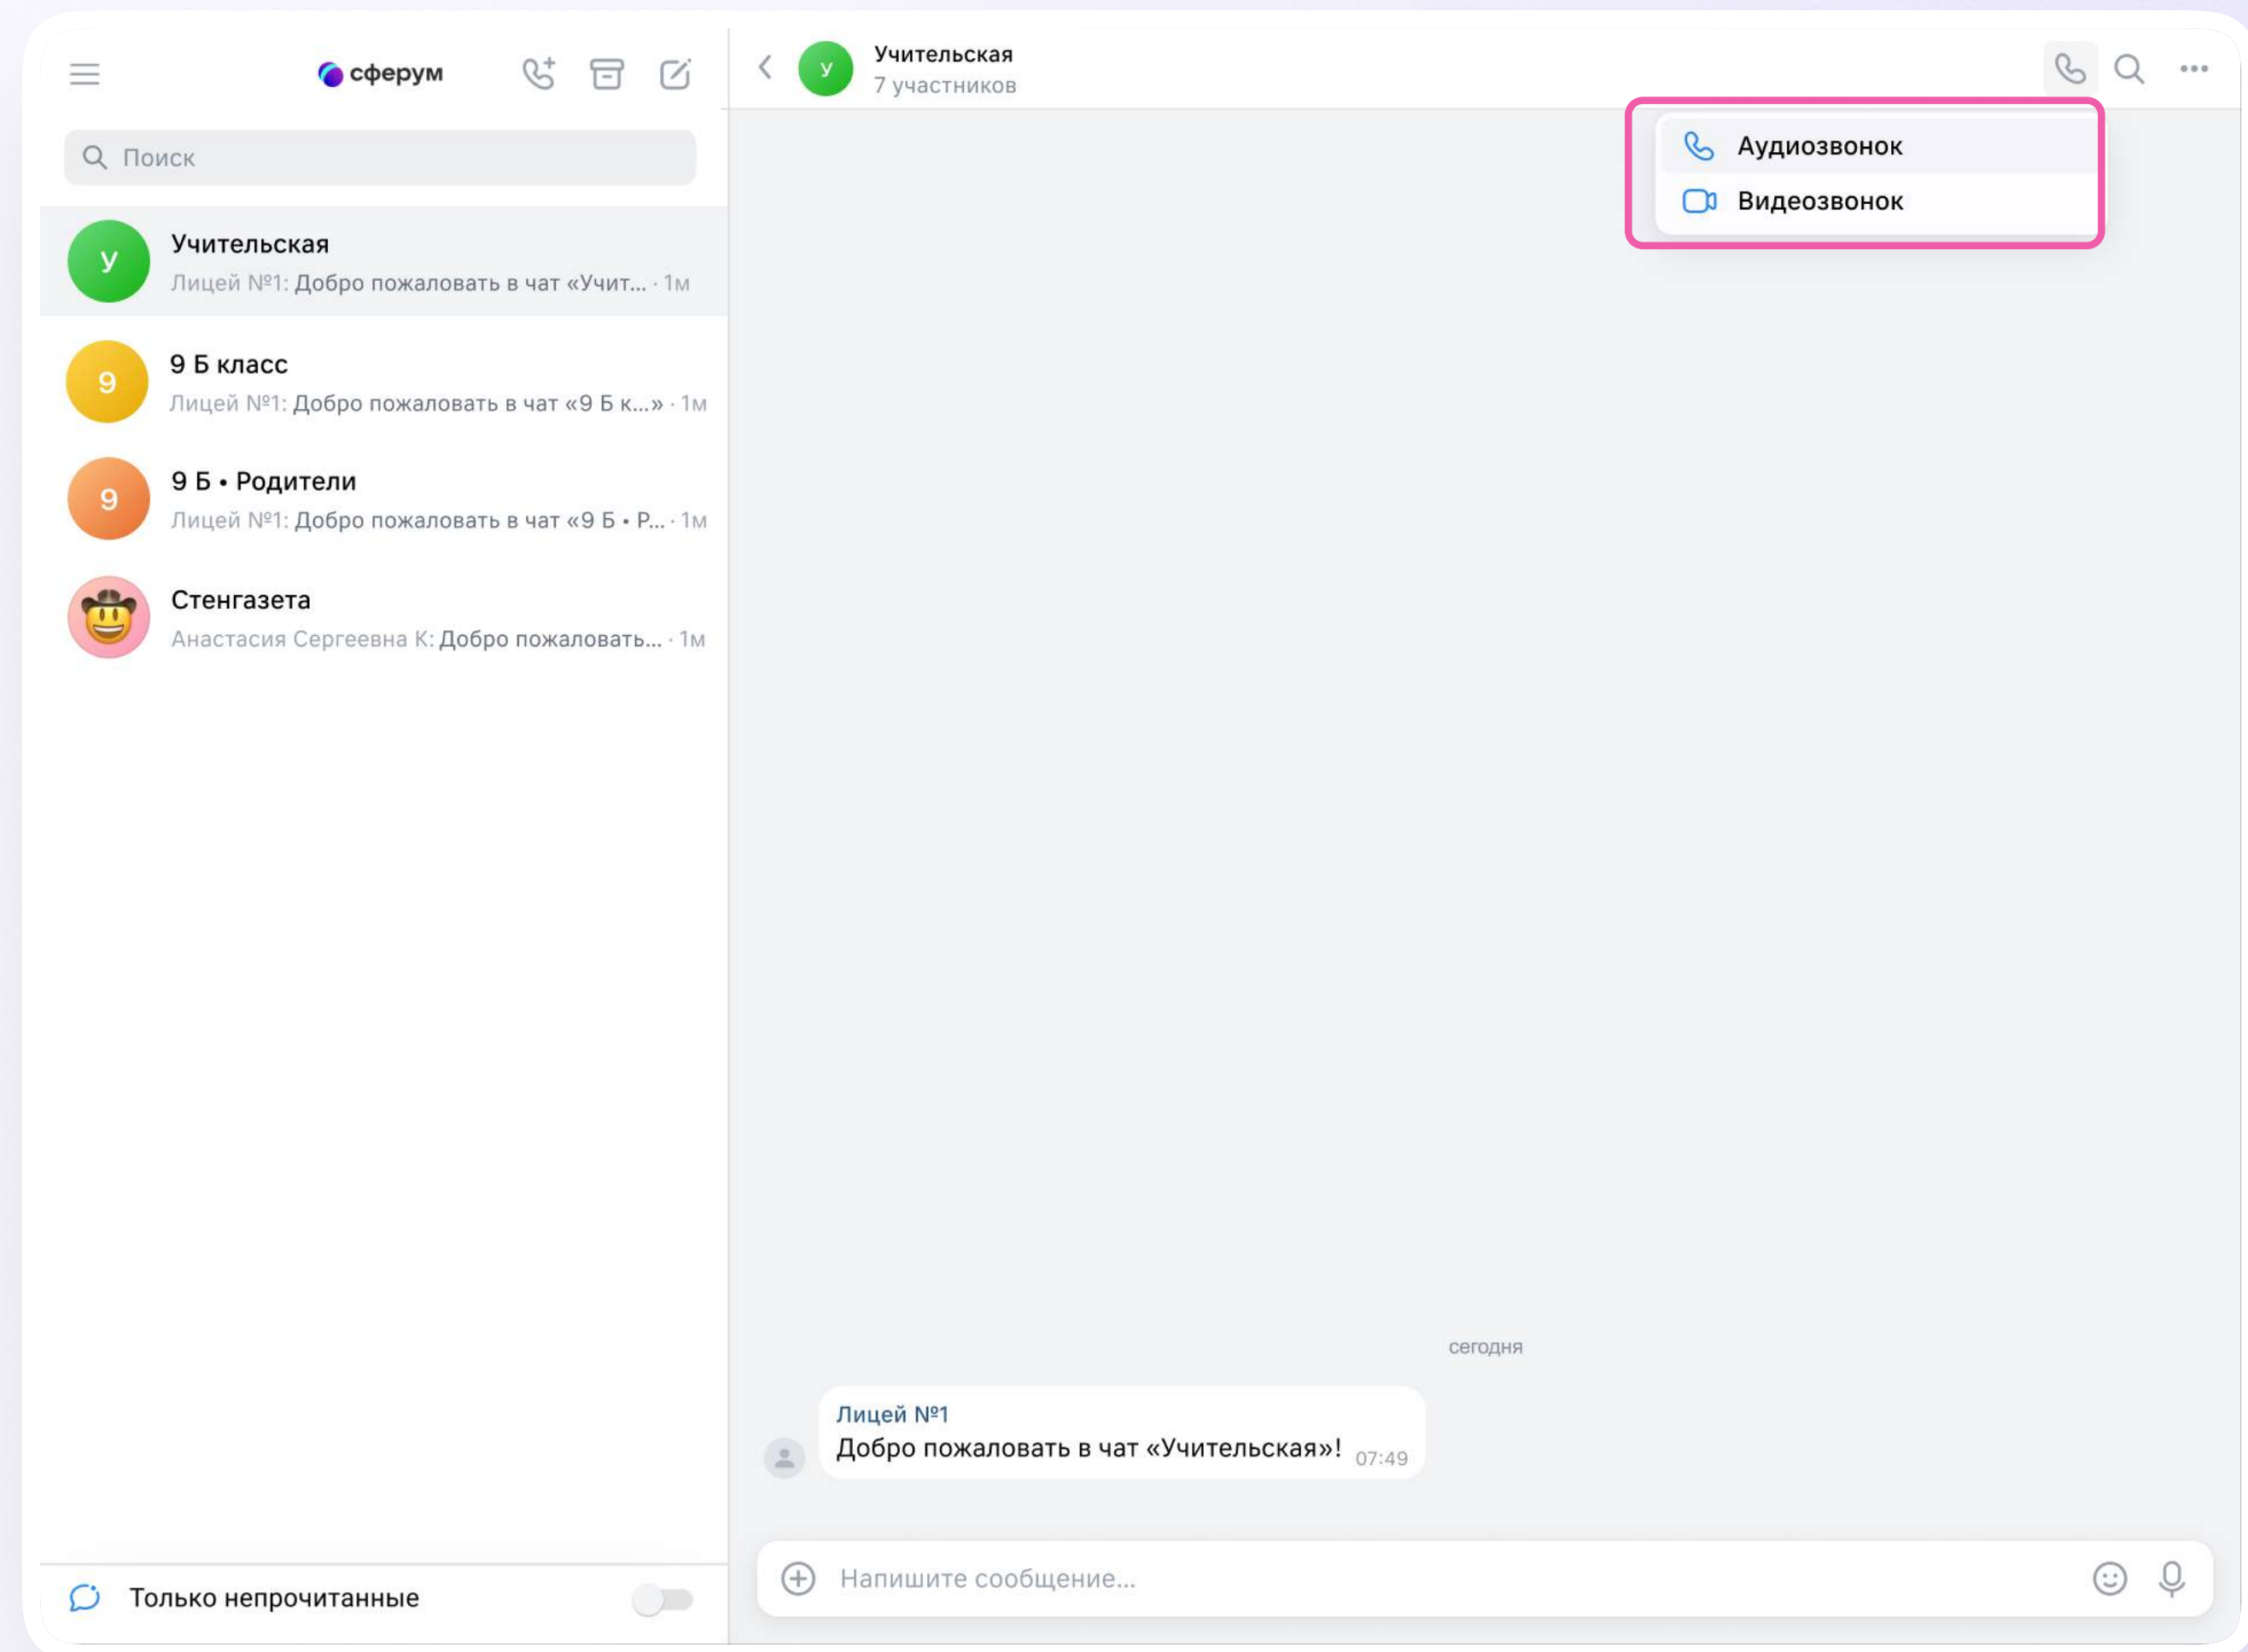 сферум
Поиск
У
Учительская
Лицей №1: Добро пожаловать в чат «Учит... · 1м
9
9 Б класс
Лицей №1: Добро пожаловать в чат «9 Б к...» · 1м
9
9 Б • Родители
Лицей №1: Добро пожаловать в чат «9 Б • Р... · 1м
Стенгазета
Анастасия Сергеевна К: Добро пожаловать... · 1м
Только непрочитанные
У
Учительская
7 участников
Аудиозвонок
Видеозвонок
сегодня
Лицей №1
Добро пожаловать в чат «Учительская»! 07:49
Напишите сообщение...